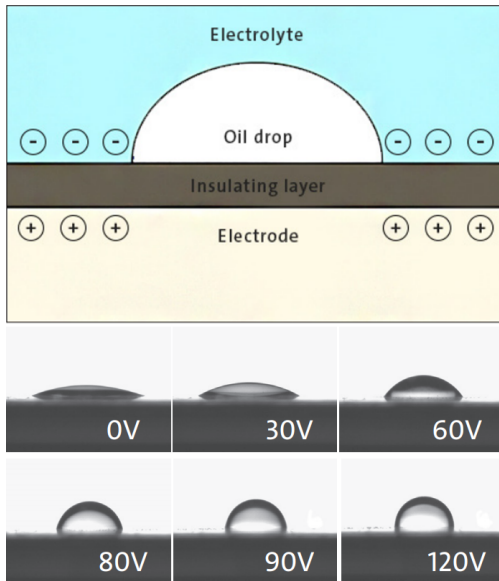 Electrolyte
Oil drop
- - - - - -
Insulating layer
+ + + + + +
Electrode
0V 30V 60V
80V 90V 120V